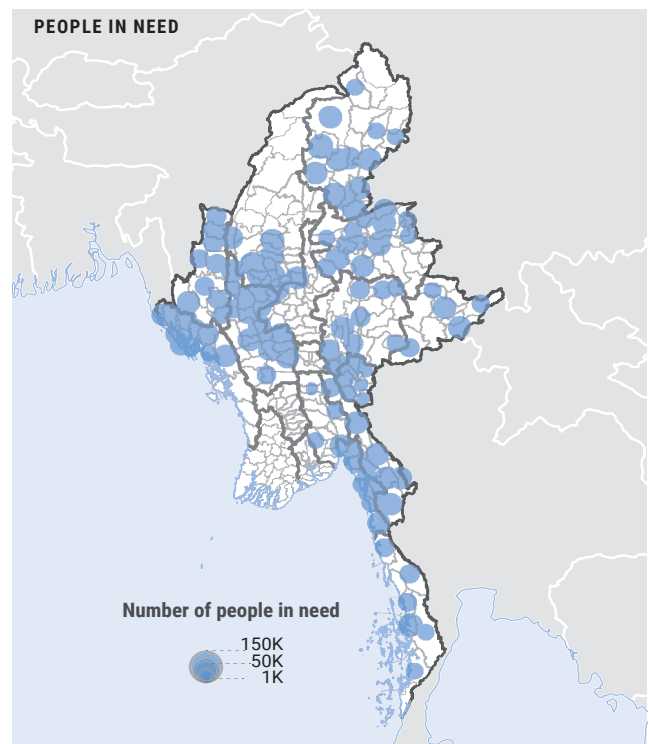 PEOPLE IN NEED
Number of people in need
150K
50K
1K